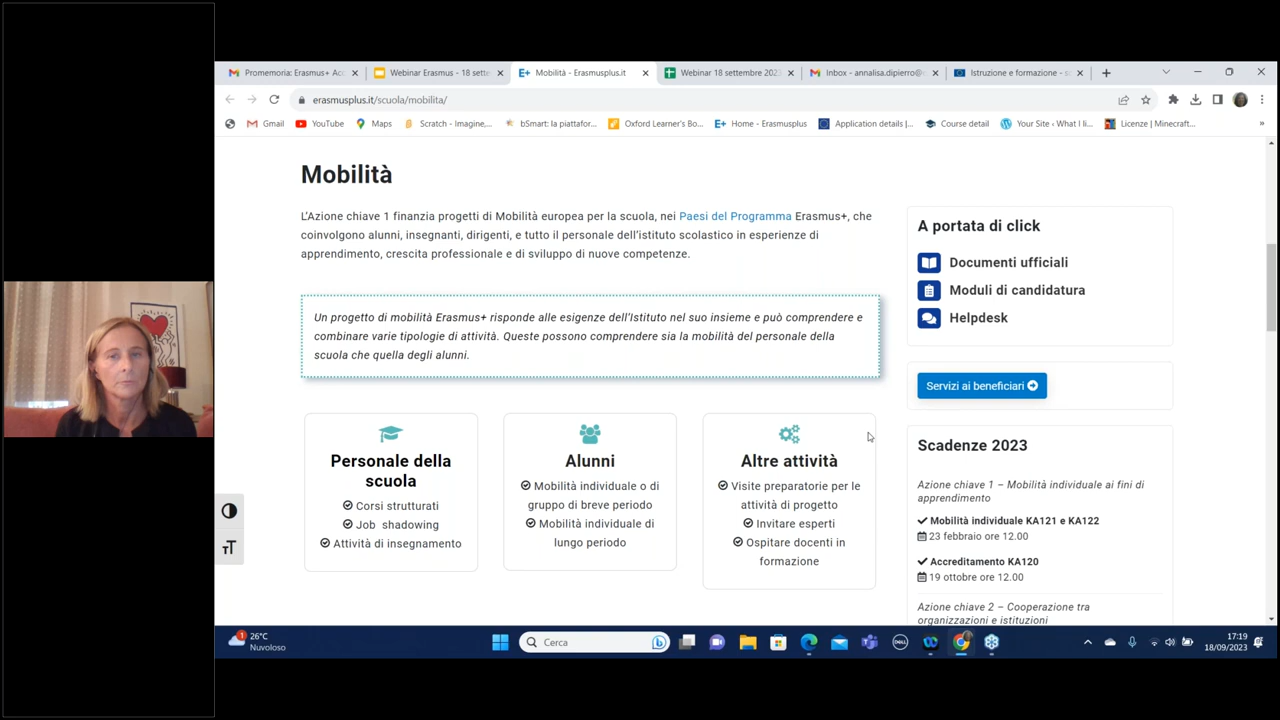 Promemoria: Erasmus+ Acc
Webinar Erasmus - 18 sette
Mobilità - Erasmusplus.it
Webinar 18 settembre 2023
Inbox - annalisa.dipierro@
Istruzione e formazione - sc
erasmusplus.it/scuola/mobilita/
Gmail
YouTube
Maps
Scratch - Imagine,...
bSmart: la piattafor...
Oxford Learner's Bo...
Home - Erasmusplus
Application details |...
Course detail
Your Site ‹ What I li...
Licenze | Minecraft...
»
Mobilità
L'Azione chiave 1 finanzia progetti di Mobilità europea per la scuola, nei Paesi del Programma Erasmus+, che
coinvolgono alunni, insegnanti, dirigenti, e tutto il personale dell'istituto scolastico in esperienze di
apprendimento, crescita professionale e di sviluppo di nuove competenze.
Un progetto di mobilità Erasmus+ risponde alle esigenze dell'Istituto nel suo insieme e può comprendere e
combinare varie tipologie di attività. Queste possono comprendere sia la mobilità del personale della
scuola che quella degli alunni.
Personale della
scuola
Corsi strutturati
Job shadowing
Attività di insegnamento
Alunni
Mobilità individuale o di
gruppo di breve periodo
Mobilità individuale di
lungo periodo
Altre attività
Visite preparatorie per le
attività di progetto
Invitare esperti
Ospitare docenti in
formazione
A portata di click
Documenti ufficiali
Moduli di candidatura
Helpdesk
Servizi ai beneficiari
Scadenze 2023
Azione chiave 1 – Mobilità individuale ai fini di
apprendimento
Mobilità individuale KA121 e KA122
23 febbraio ore 12.00
Accreditamento KA120
19 ottobre ore 12.00
Azione chiave 2 – Cooperazione tra
organizzazioni e istituzioni
1
26°C
Nuvoloso
Cerca
DELL
17:19
18/09/2023